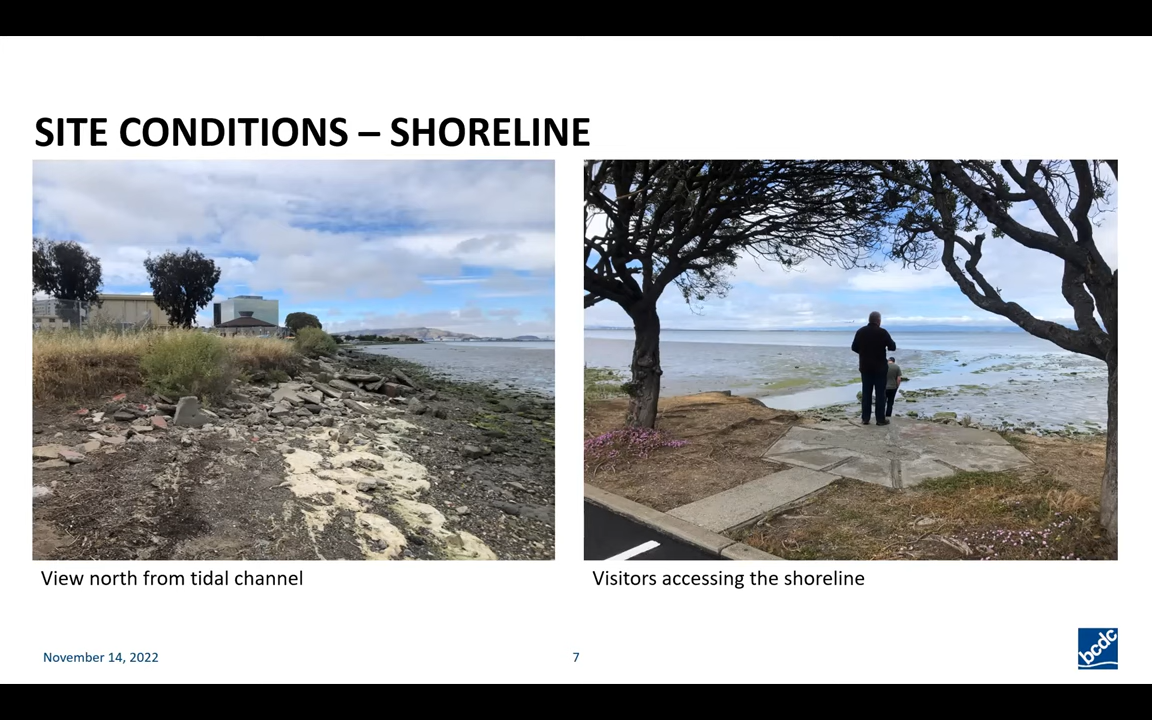 SITE CONDITIONS – SHORELINE
View north from tidal channel
Visitors accessing the shoreline
November 14, 2022
7
bcdc